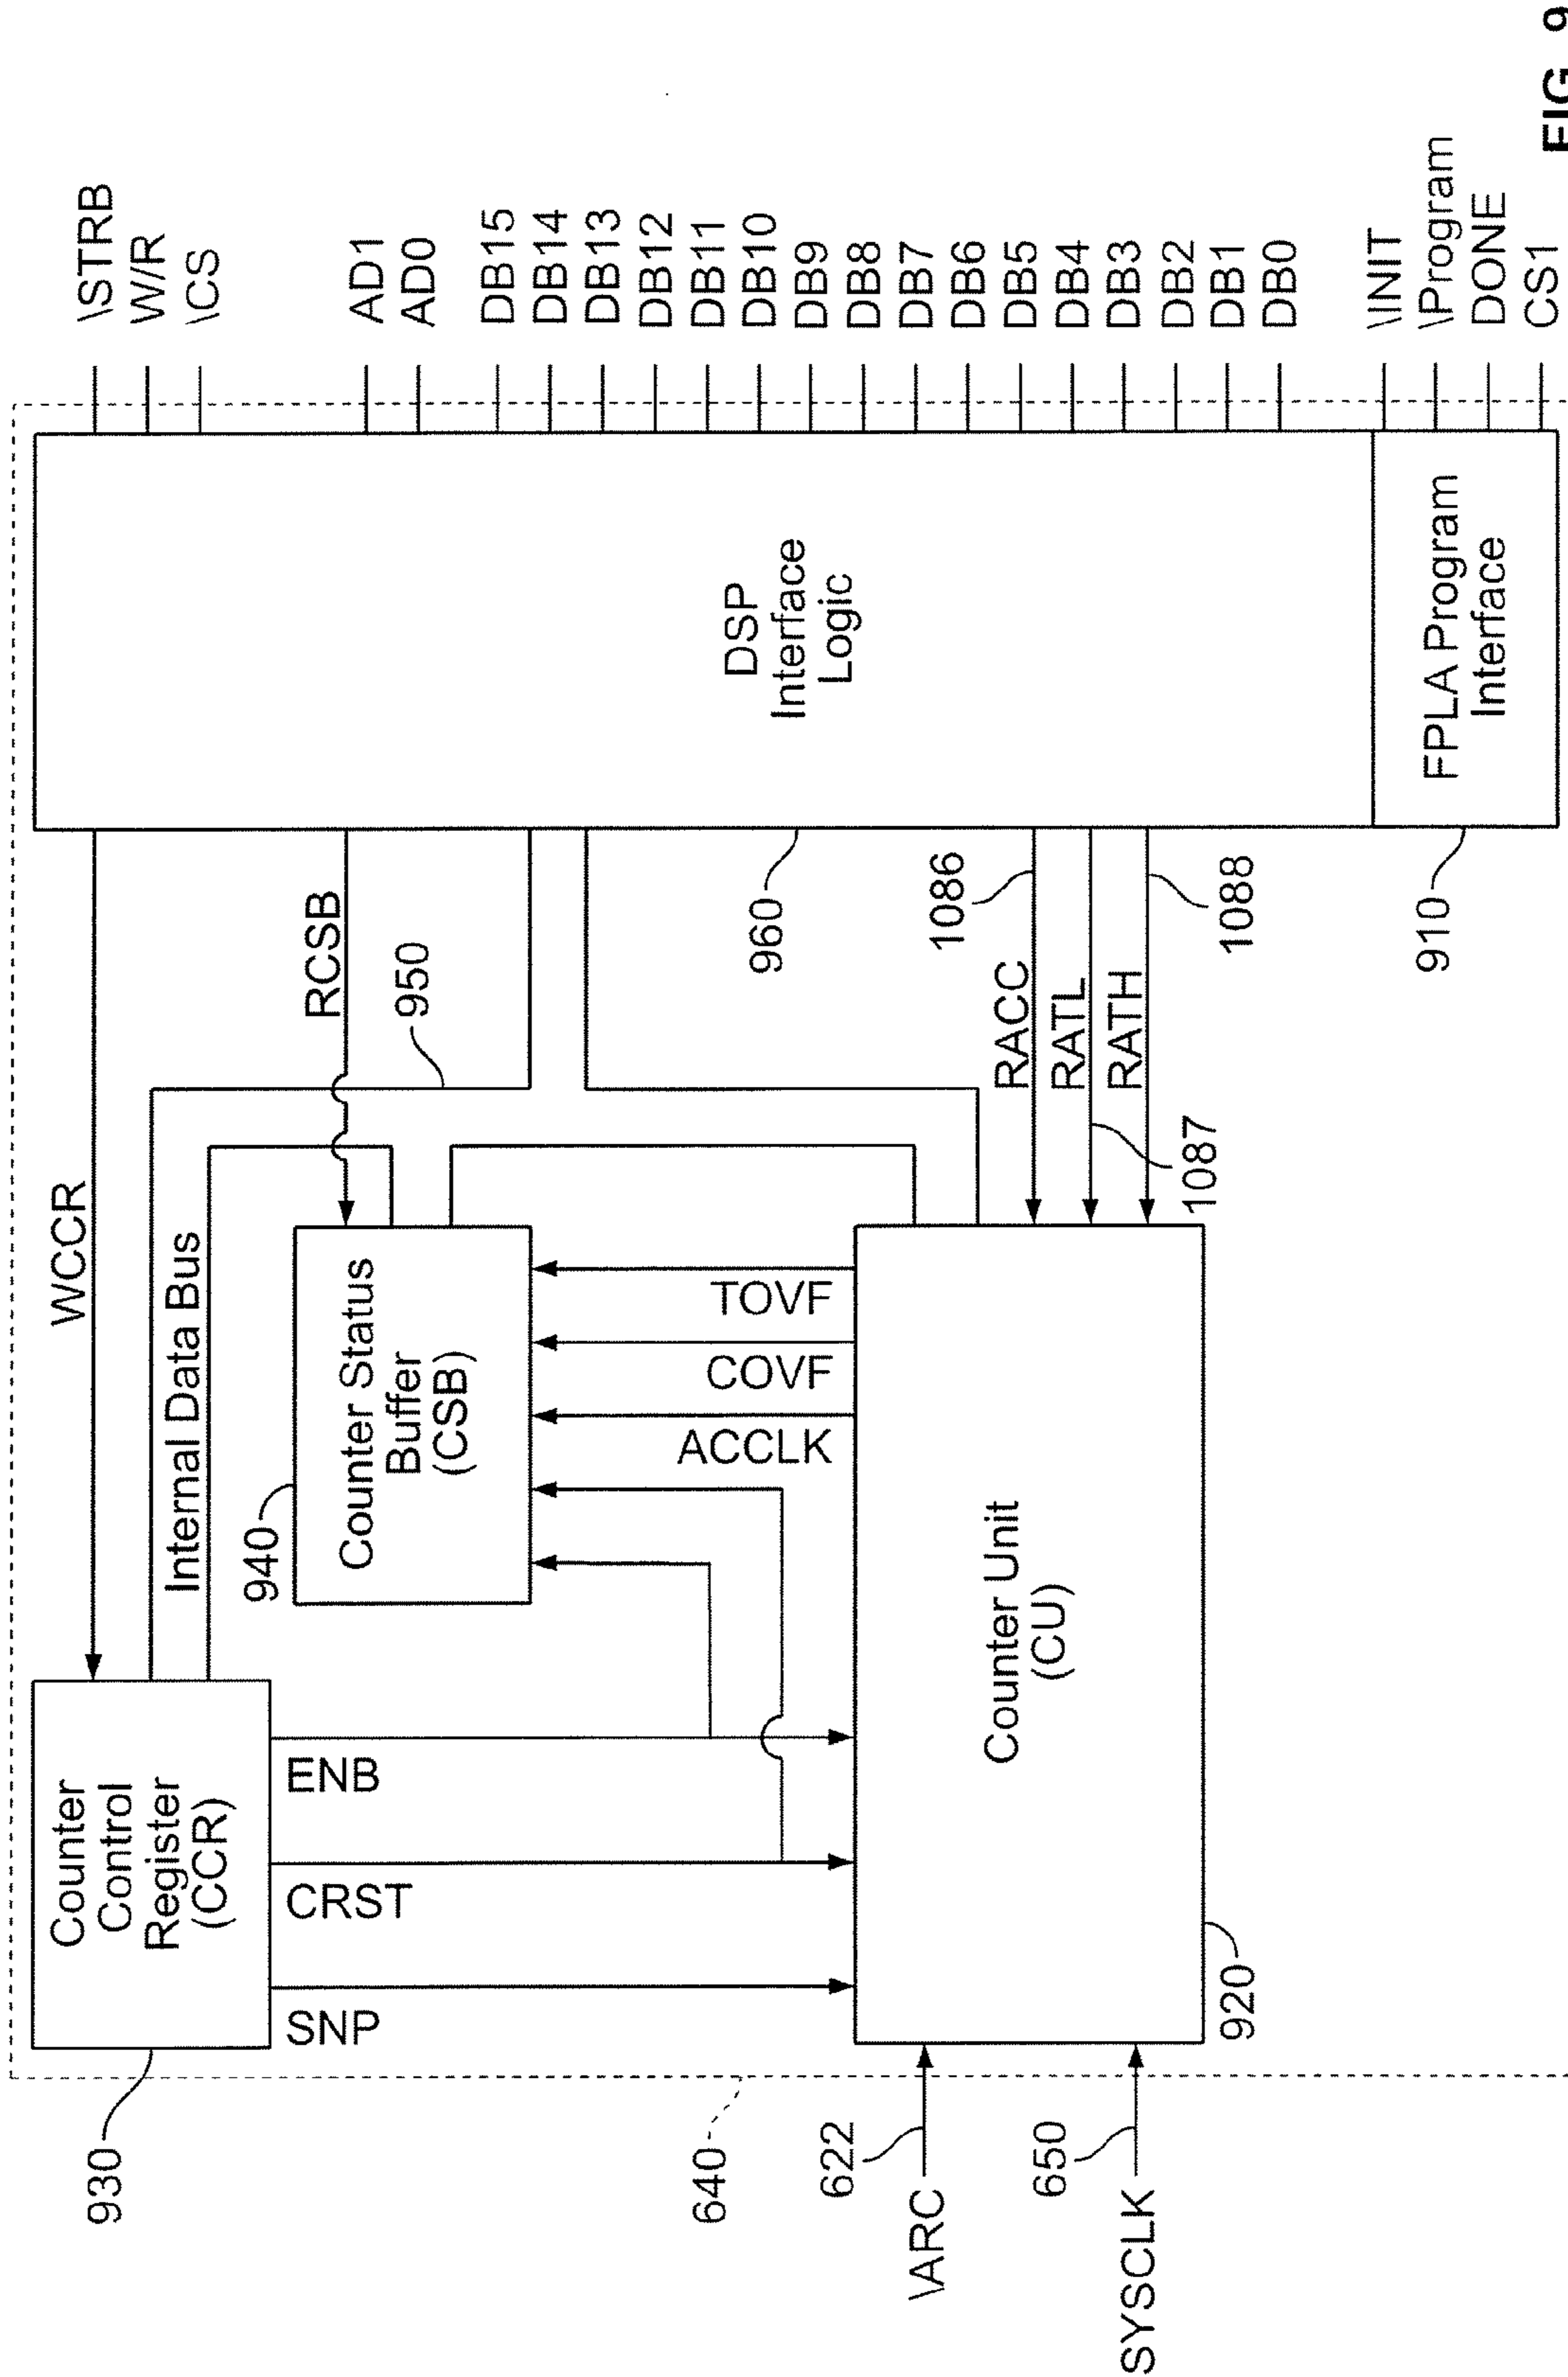 \STRB
W/R
\CS
AD1
AD0
DB15
DB14
DB13
DB12
DB11
DB10
DB9
DB8
DB7
DB6
DB5
DB4
DB3
DB2
DB1
DB0
\INIT
\Program
DONE
CS1
DSP
Interface
Logic
FPLA Program
Interface
960
910
WCCR
RCSB
950
Internal Data Bus
RACC
RATL
RATH
1086
1087
1088
Counter
Control
Register
(CCR)
930
Counter Status
Buffer
(CSB)
940
ENB
CRST
SNP
TOVF
COVF
ACCLK
Counter Unit
(CU)
920
640
622
\ARC
650
SYSCLK
FIG. 9